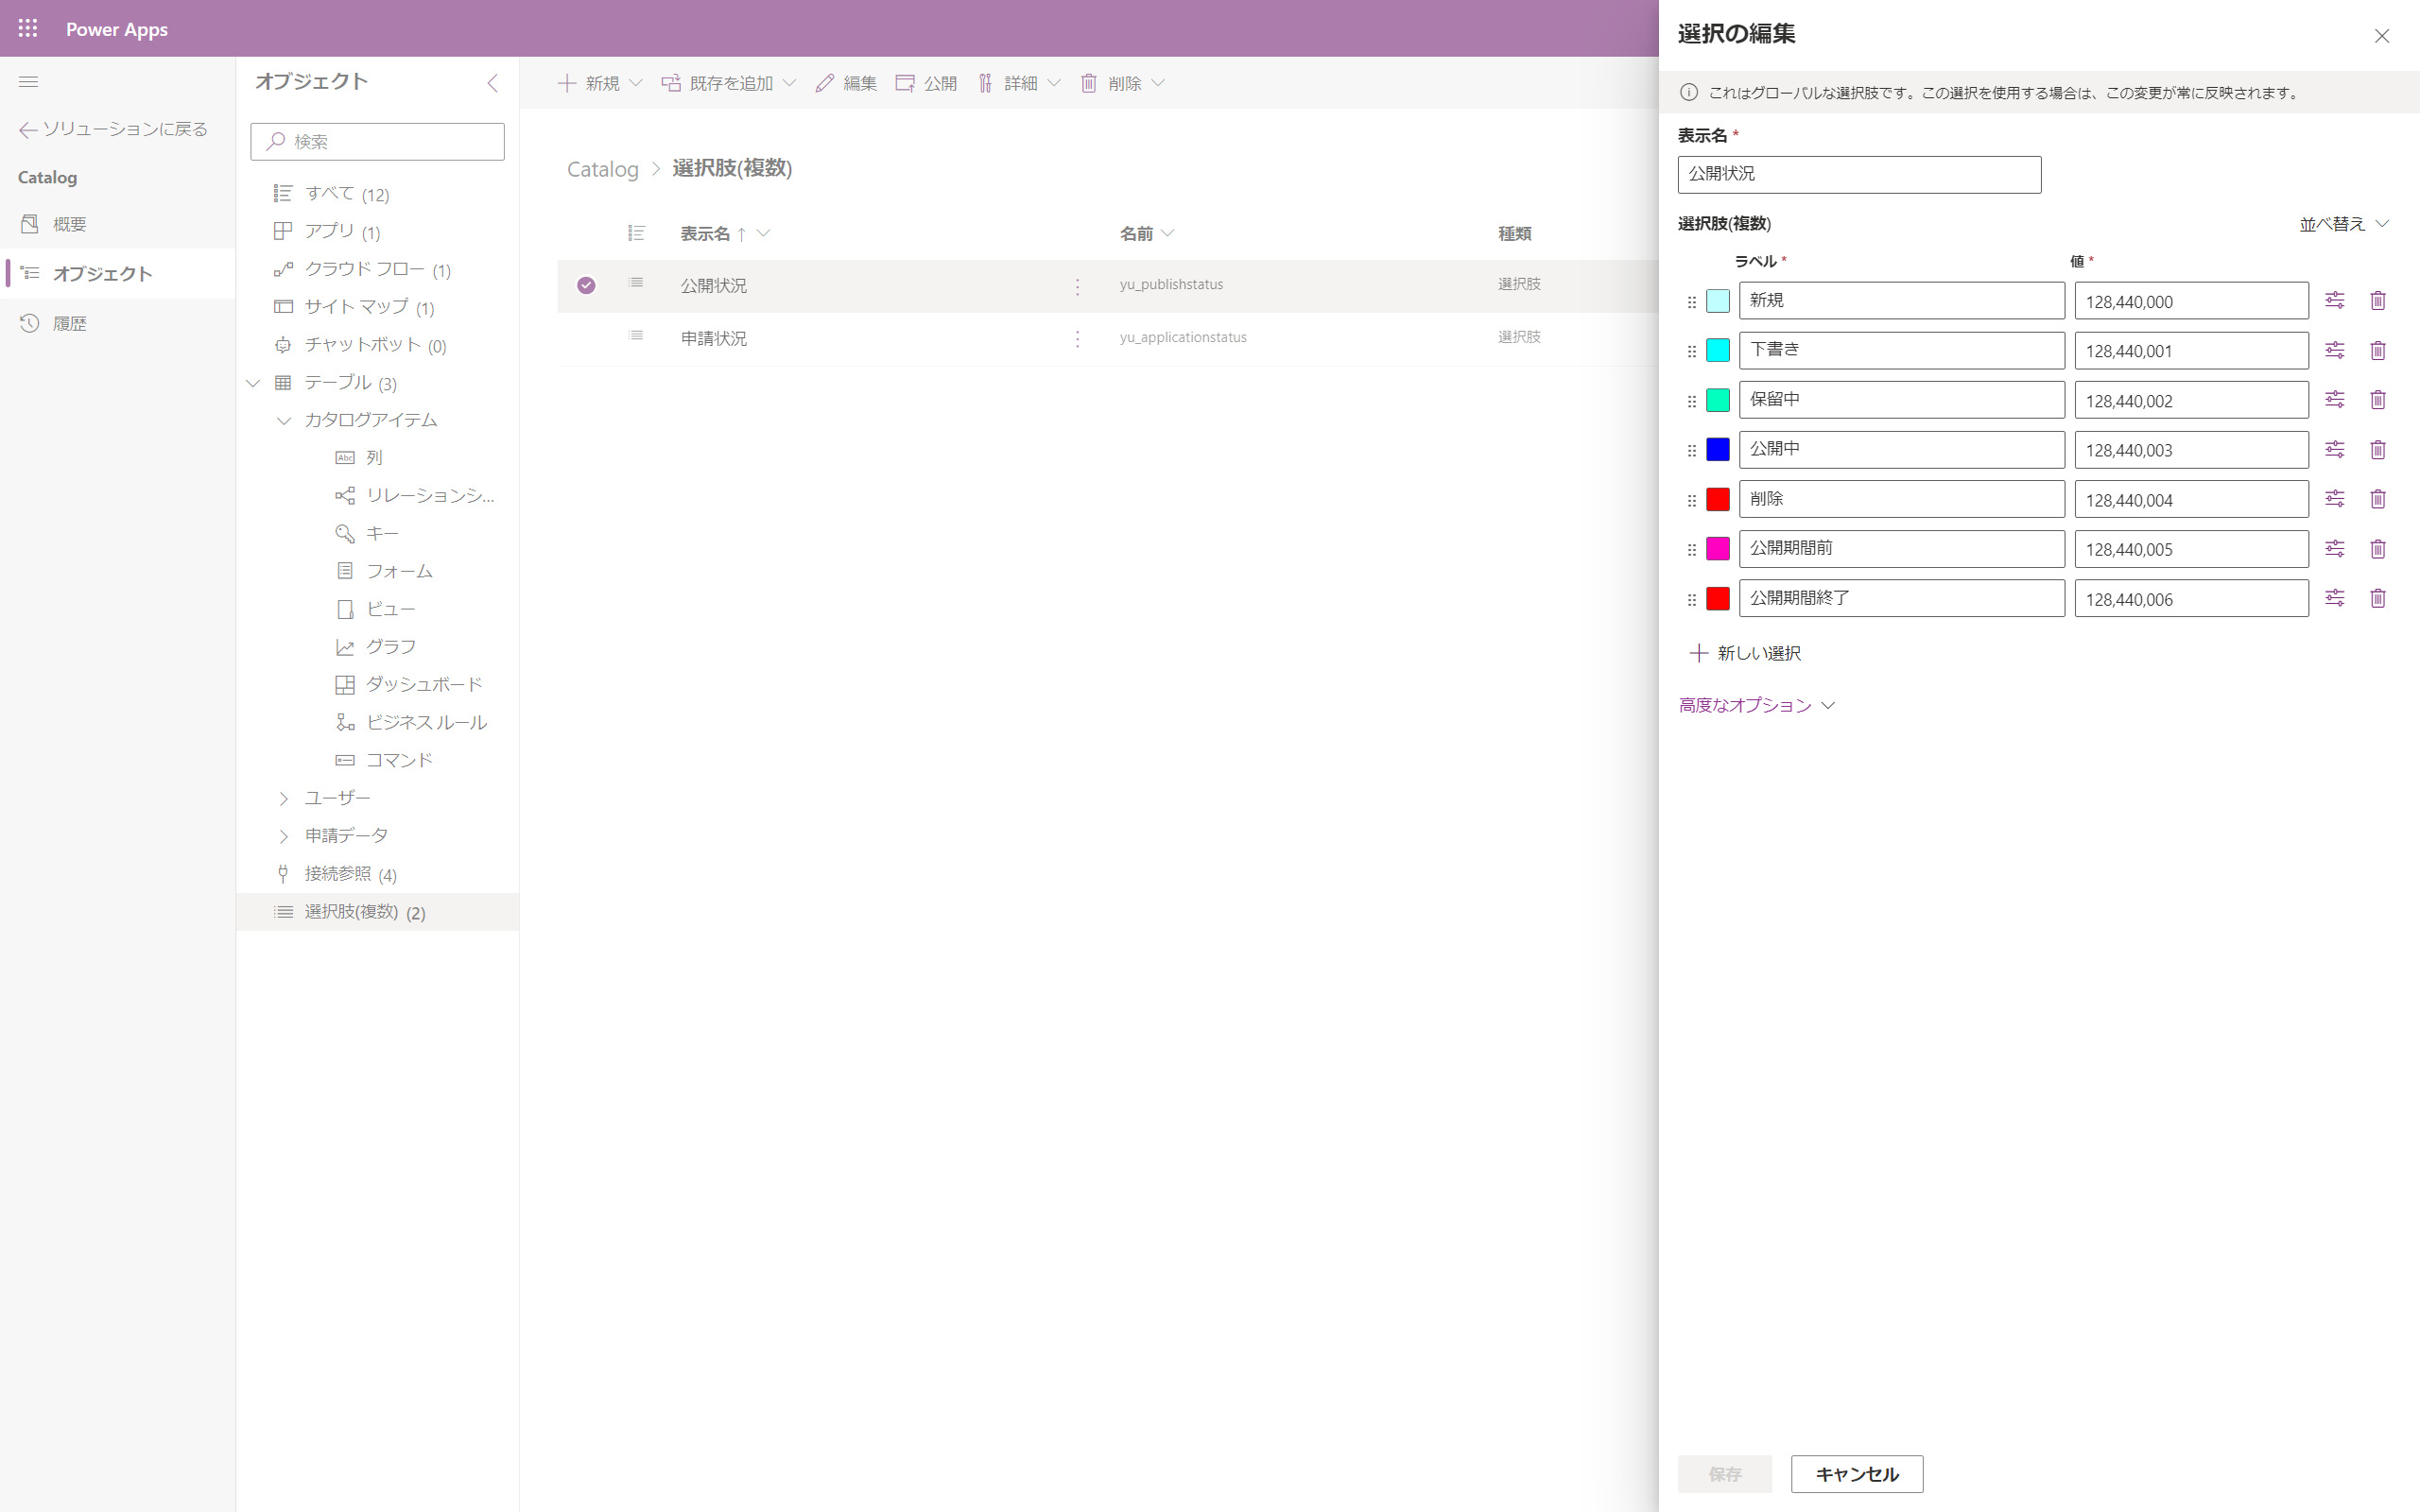 Power Apps
ソリューションに戻る
Catalog
概要
オブジェクト
履歴
オブジェクト
検索
すべて (12)
アプリ (1)
クラウド フロー (1)
サイト マップ (1)
チャットボット (0)
テーブル (3)
カタログアイテム
Abc 列
リレーションシ...
キー
フォーム
ビュー
グラフ
ダッシュボード
ビジネス ルール
コマンド
ユーザー
申請データ
接続参照 (4)
選択肢(複数) (2)
新規 既存を追加 編集 公開 詳細 削除
Catalog > 選択肢(複数)
表示名 ↑ 名前 種類
公開状況 yu_publishstatus 選択肢
申請状況 yu_applicationstatus 選択肢
選択の編集
これはグローバルな選択肢です。この選択を使用する場合は、この変更が常に反映されます。
表示名 *
公開状況
選択肢(複数) 並べ替え
ラベル * 値 *
新規 128,440,000
下書き 128,440,001
保留中 128,440,002
公開中 128,440,003
削除 128,440,004
公開期間前 128,440,005
公開期間終了 128,440,006
新しい選択
高度なオプション
保存 キャンセル